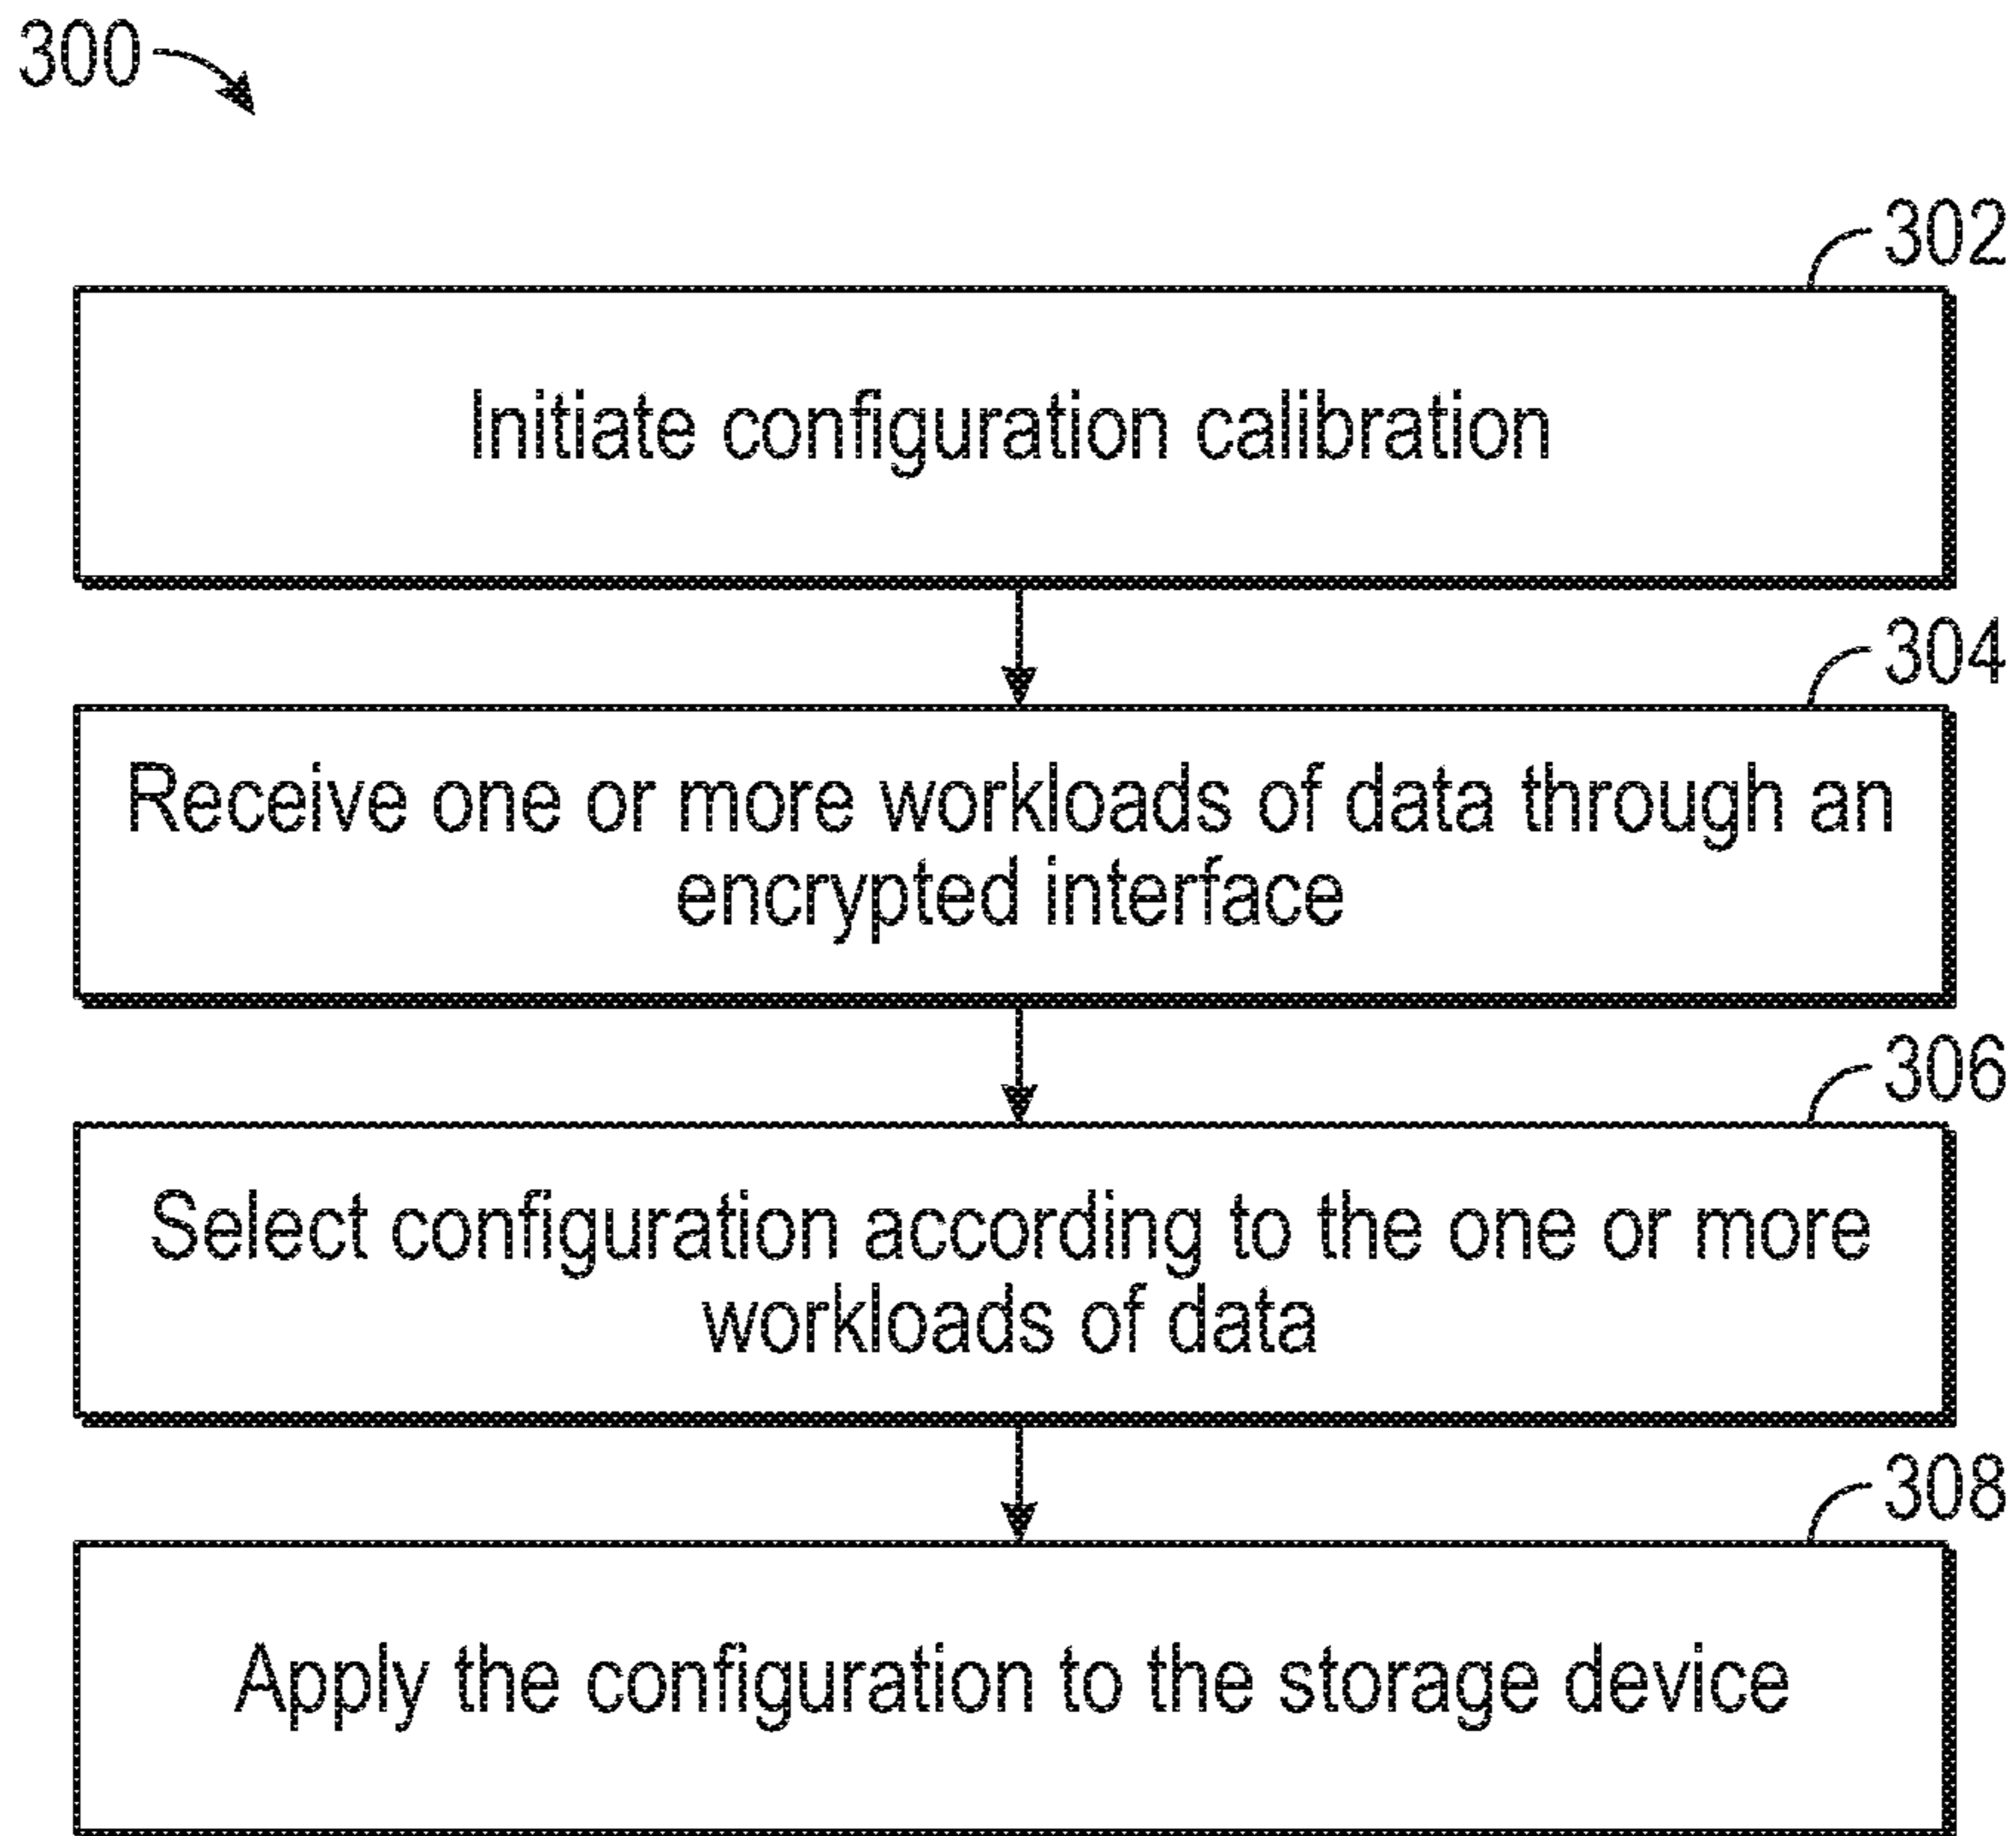 300
302
Initiate configuration calibration
304
Receive one or more workloads of data through an
encrypted interface
306
Select configuration according to the one or more
workloads of data
308
Apply the configuration to the storage device